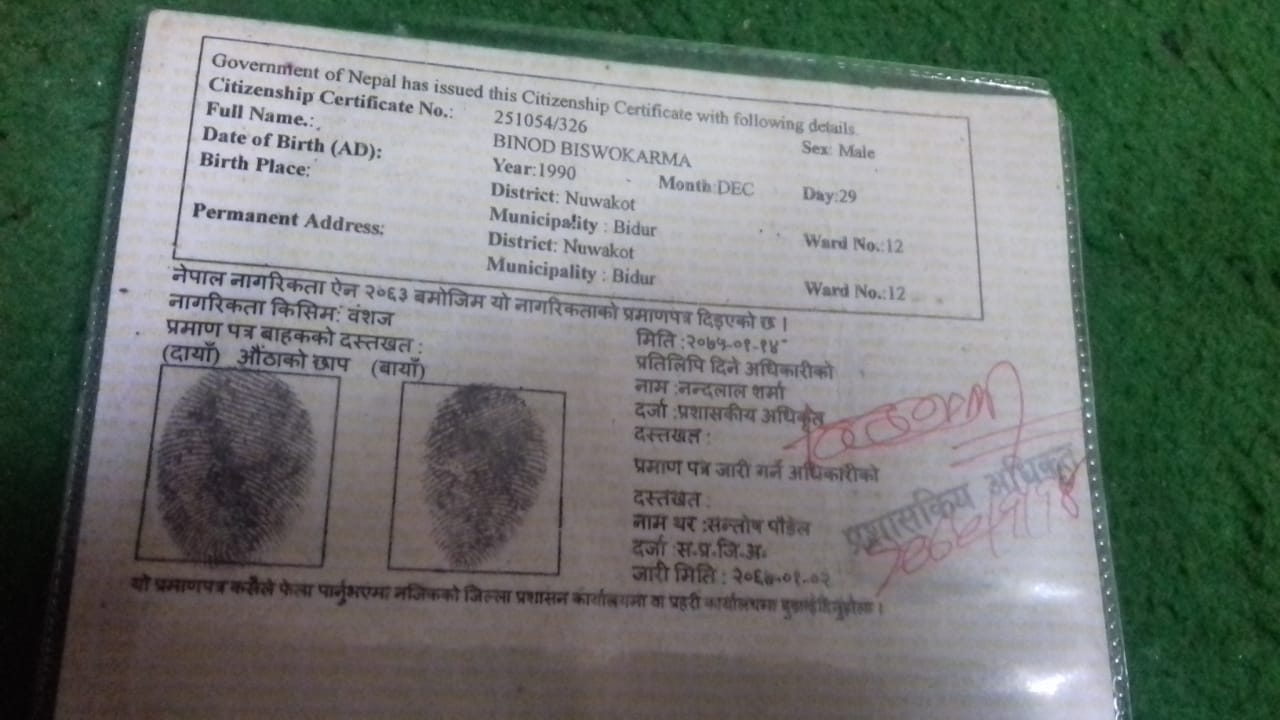 Government of Nepal has issued this Citizenship Certificate with following details.
Citizenship Certificate No.: 251054/326 Sex: Male
Full Name.: BINOD BISWOKARMA
Date of Birth (AD): Year:1990 Month:DEC Day:29
Birth Place: District: Nuwakot
Municipality : Bidur Ward No.:12
Permanent Address: District: Nuwakot
Municipality : Bidur Ward No.:12
नेपाल नागरिकता ऐन २०६३ बमोजिम यो नागरिकताको प्रमाणपत्र दिइएको छ ।
नागरिकता किसिम: वंशज
प्रमाण पत्र बाहकको दस्तखत :
(दायाँ) औंठाको छाप (बायाँ)
मिति :२०७५-०१-१४
प्रतिलिपि दिने अधिकारीको
नाम :नन्दलाल शर्मा
दर्जा :प्रशासकीय अधिकृत
दस्तखत :
प्रमाण पत्र जारी गर्ने अधिकारीको
दस्तखत :
नाम थर :सन्तोष पौडेल
दर्जा :स.प्र.जि.अ.
जारी मिति : २०६७-०१-०२
प्रशासकिय अधिकृत
यो प्रमाणपत्र कसैले फेला पार्नुभएमा नजिकको जिल्ला प्रशासन कार्यालयमा वा प्रहरी कार्यालयमा बुझाईदिनुहोला ।